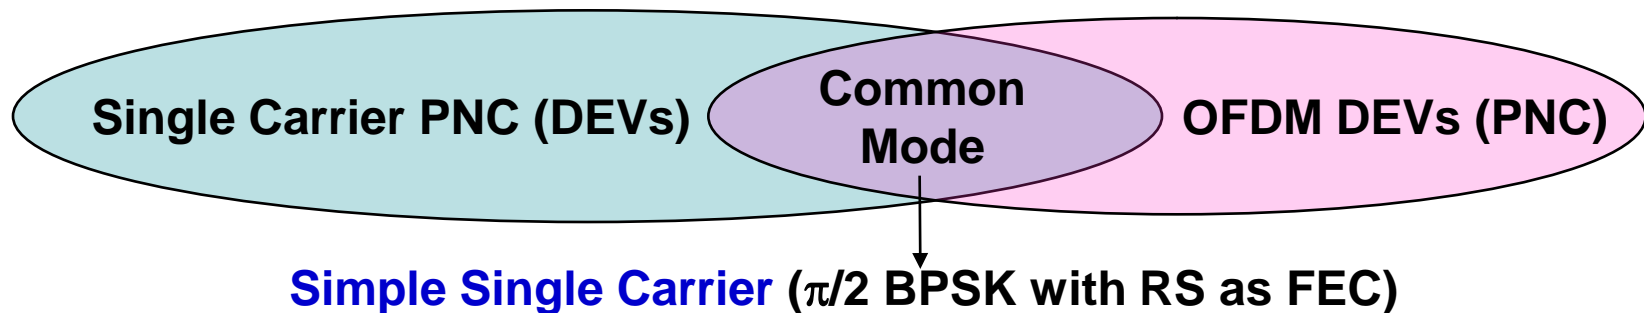 Single Carrier PNC (DEVs)
Common
Mode
OFDM DEVs (PNC)
Simple Single Carrier (π/2 BPSK with RS as FEC)